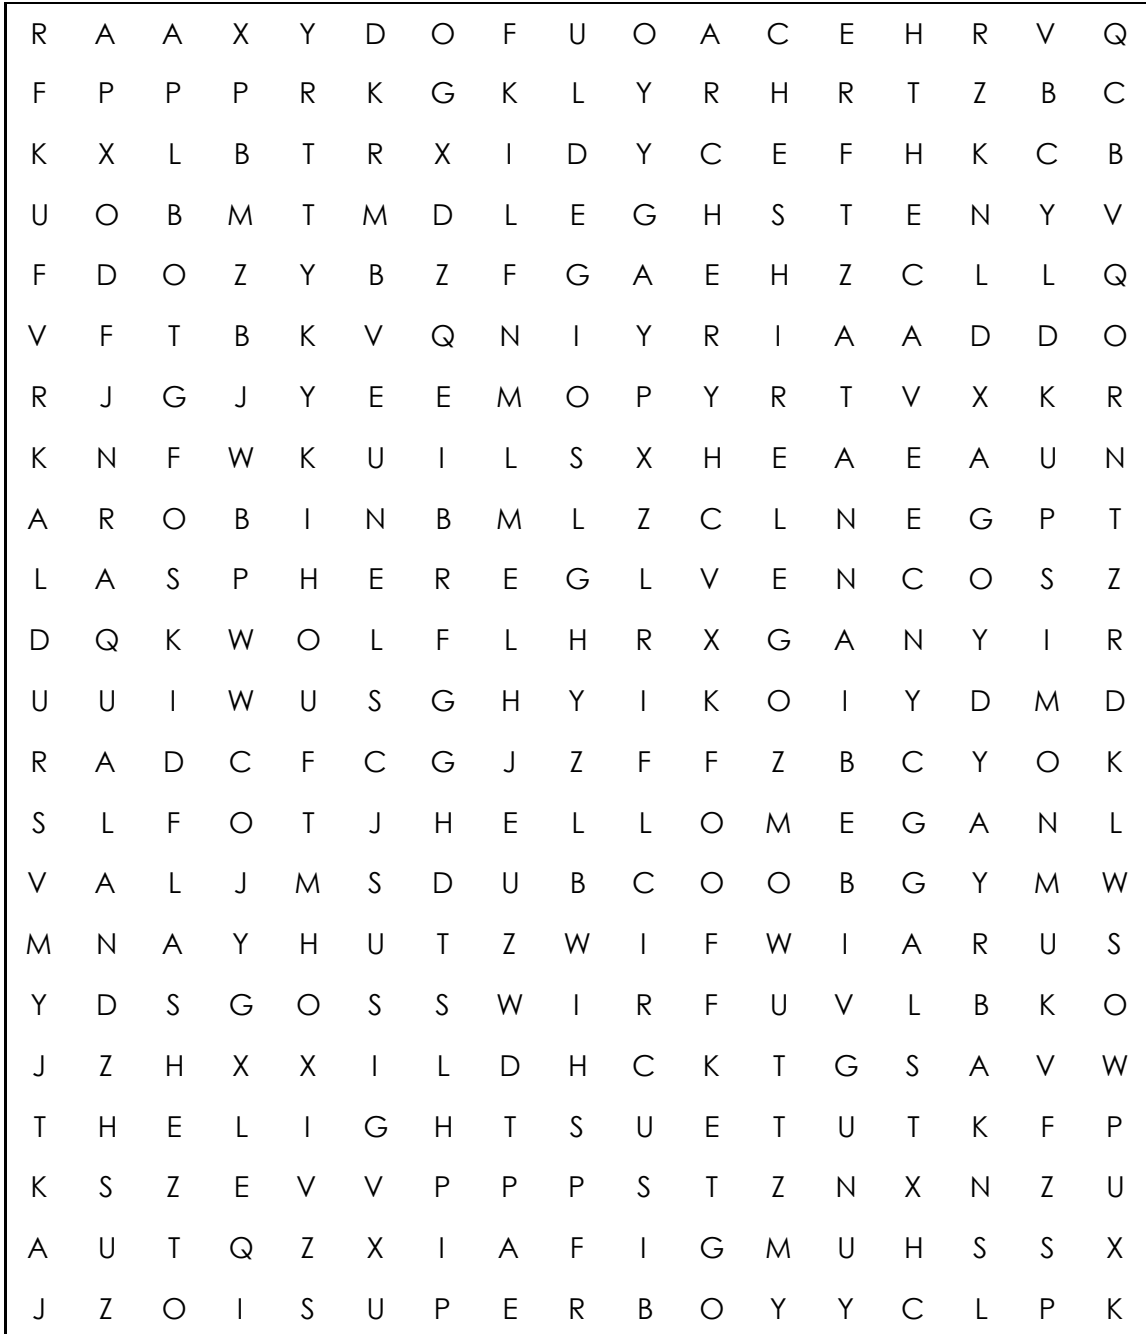 R A A X Y D O F U O A C E H R V Q
F P P P R K G K L Y R H R T Z B C
K X L B T R X I D Y C E F H K C B
U O B M T M D L E G H S T E N Y V
F D O Z Y B Z F G A E H Z C L L Q
V F T B K V Q N I Y R I A A D D O
R J G J Y E E M O P Y R T V X K R
K N F W K U I L S X H E A E A U N
A R O B I N B M L Z C L N E G P T
L A S P H E R E G L V E N C O S Z
D Q K W O L F L H R X G A N Y I R
U U I W U S G H Y I K O I Y D M D
R A D C F C G J Z F F Z B C Y O K
S L F O T J H E L L O M E G A N L
V A L J M S D U B C O O B G Y M W
M N A Y H U T Z W I F W I A R U S
Y D S G O S S W I R F U V L B K O
J Z H X X I L D H C K T G S A V W
T H E L I G H T S U E T U T K F P
K S Z E V V P P P S T Z N X N Z U
A U T Q Z X I A F I G M U H S S X
J Z O I S U P E R B O Y Y C L P K